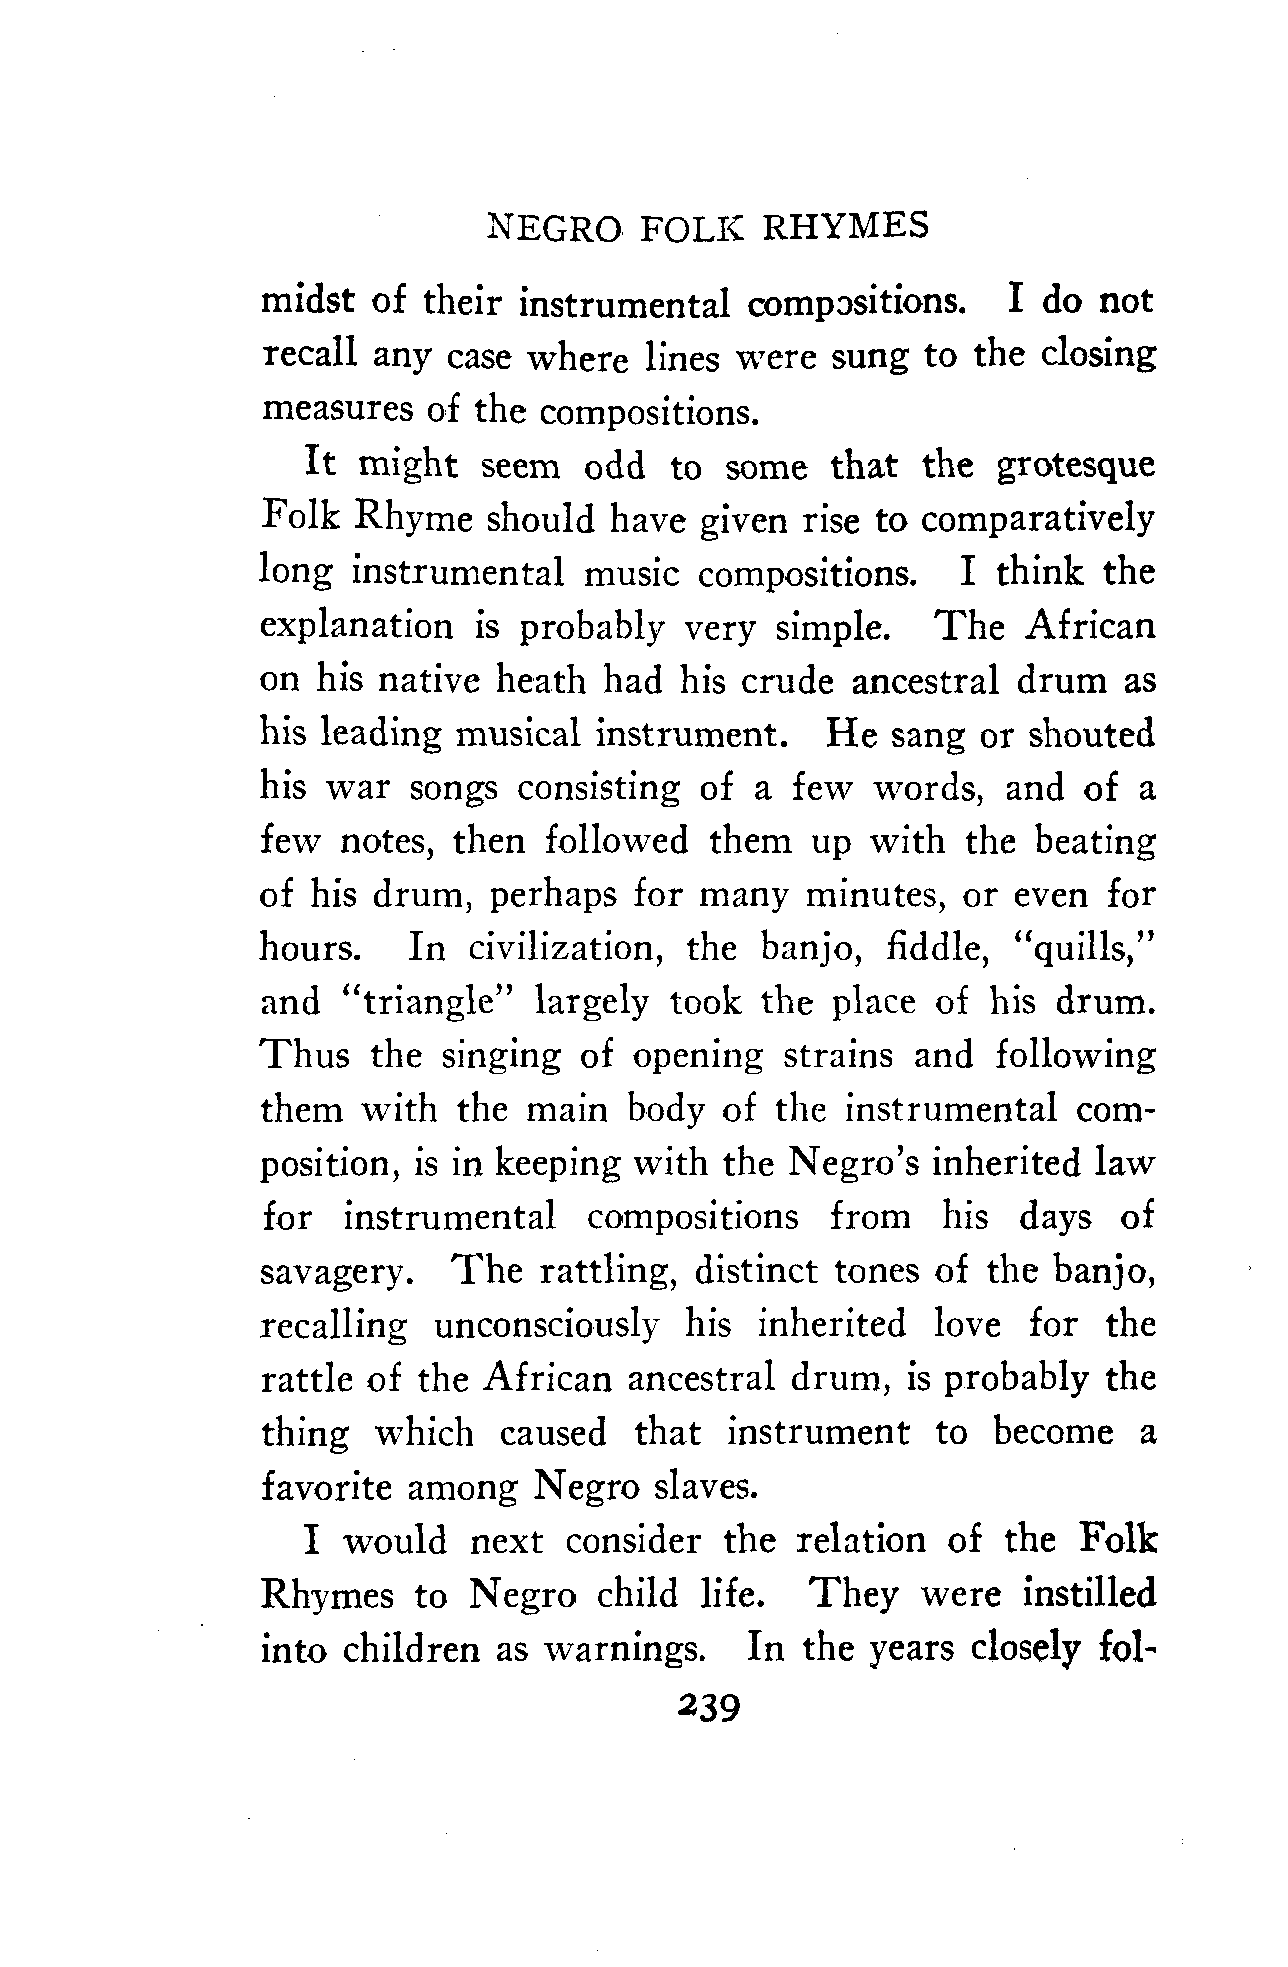 NEGRO FOLK RHYMES
midst of their instrumental compositions. I do not
recall any case where lines were sung to the closing
measures of the compositions.
It might seem odd to some that the grotesque
Folk Rhyme should have given rise to comparatively
long instrumental music compositions. I think the
explanation is probably very simple. The African
on his native heath had his crude ancestral drum as
his leading musical instrument. He sang or shouted
his war songs consisting of a few words, and of a
few notes, then followed them up with the beating
of his drum, perhaps for many minutes, or even for
hours. In civilization, the banjo, fiddle, "quills,"
and "triangle" largely took the place of his drum.
Thus the singing of opening strains and following
them with the main body of the instrumental com-
position, is in keeping with the Negro's inherited law
for instrumental compositions from his days of
savagery. The rattling, distinct tones of the banjo,
recalling unconsciously his inherited love for the
rattle of the African ancestral drum, is probably the
thing which caused that instrument to become a
favorite among Negro slaves.
I would next consider the relation of the Folk
Rhymes to Negro child life. They were instilled
into children as warnings. In the years closely fol-
239